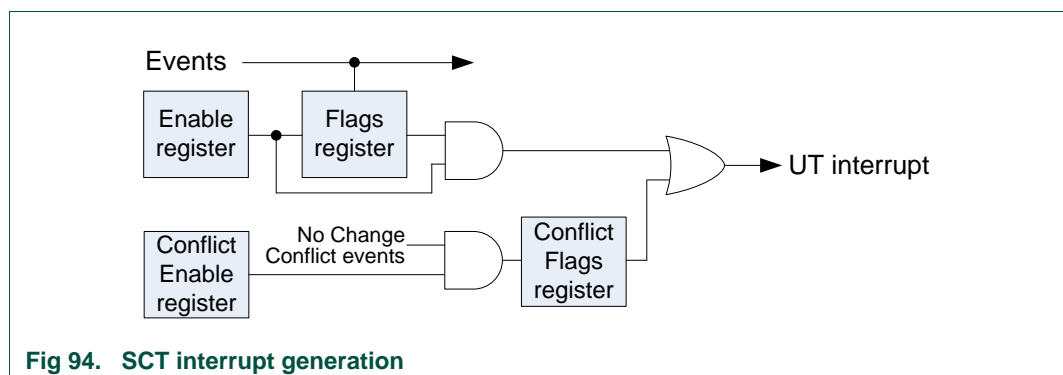 Events
Enable
register
Flags
register
UT interrupt
No Change
Conflict events
Conflict
Enable
register
Conflict
Flags
register
Fig 94. SCT interrupt generation